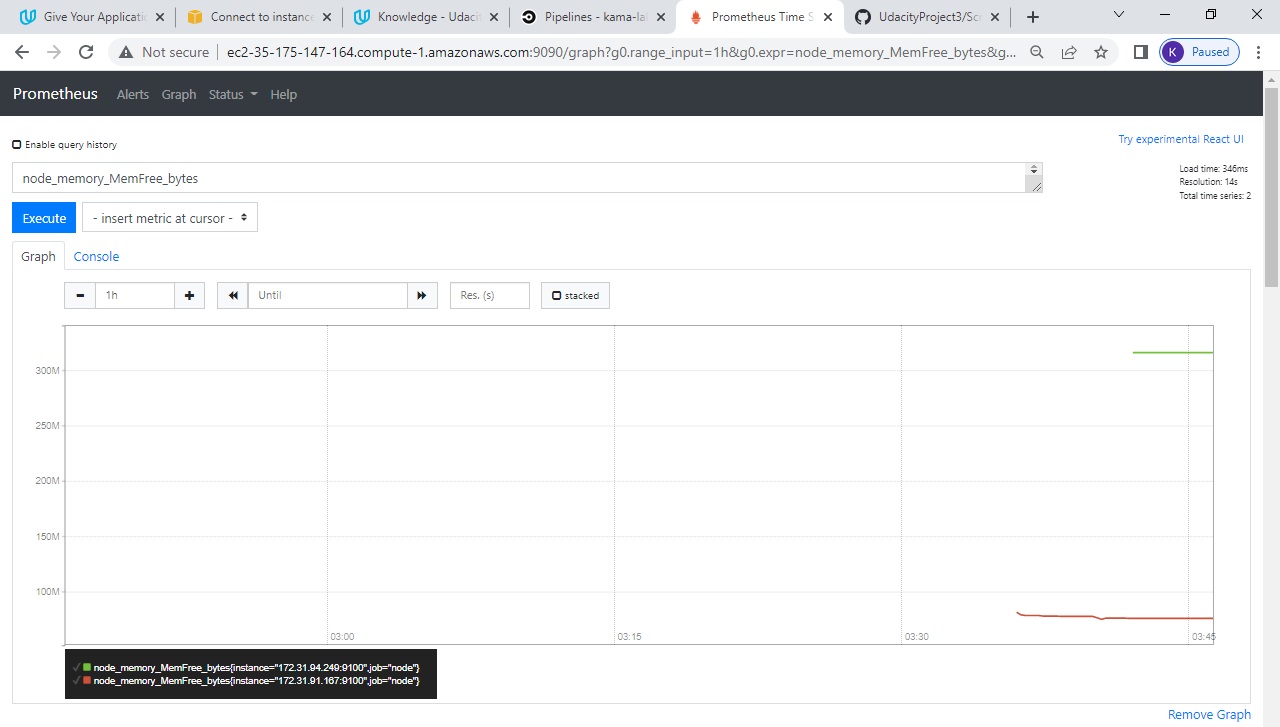 Give Your Applicatio
Connect to instance
Knowledge - Udacit
Pipelines - kama-la
Prometheus Time S
UdacityProject3/Scr
Not secure
ec2-35-175-147-164.compute-1.amazonaws.com:9090/graph?g0.range_input=1h&g0.expr=node_memory_MemFree_bytes&g...
K Paused
Prometheus Alerts Graph Status Help
Enable query history
Try experimental React UI
node_memory_MemFree_bytes
Load time: 346ms
Resolution: 14s
Total time series: 2
Execute
- insert metric at cursor -
Graph Console
1h
Until
Res. (s)
stacked
300M
250M
200M
150M
100M
03:00
03:15
03:30
03:45
node_memory_MemFree_bytes{instance="172.31.94.249:9100",job="node"}
node_memory_MemFree_bytes{instance="172.31.91.167:9100",job="node"}
Remove Graph